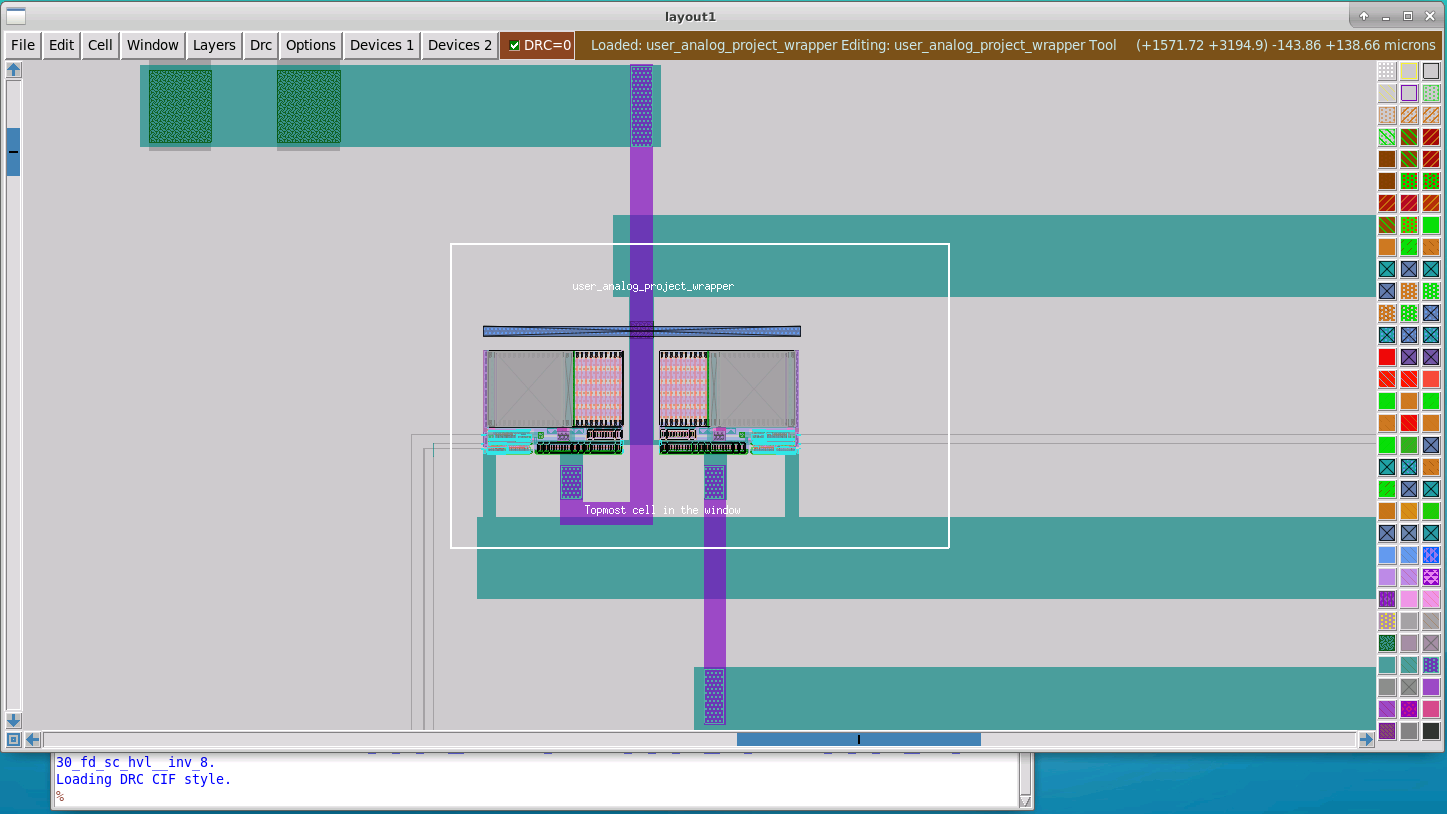 layout1
File Edit Cell Window Layers Drc Options Devices 1 Devices 2 DRC=0 Loaded: user_analog_project_wrapper Editing: user_analog_project_wrapper Tool (+1571.72 +3194.9) -143.86 +138.66 microns
user_analog_project_wrapper
Topmost cell in the window
30_fd_sc_hvl__inv_8.
Loading DRC CIF style.
%